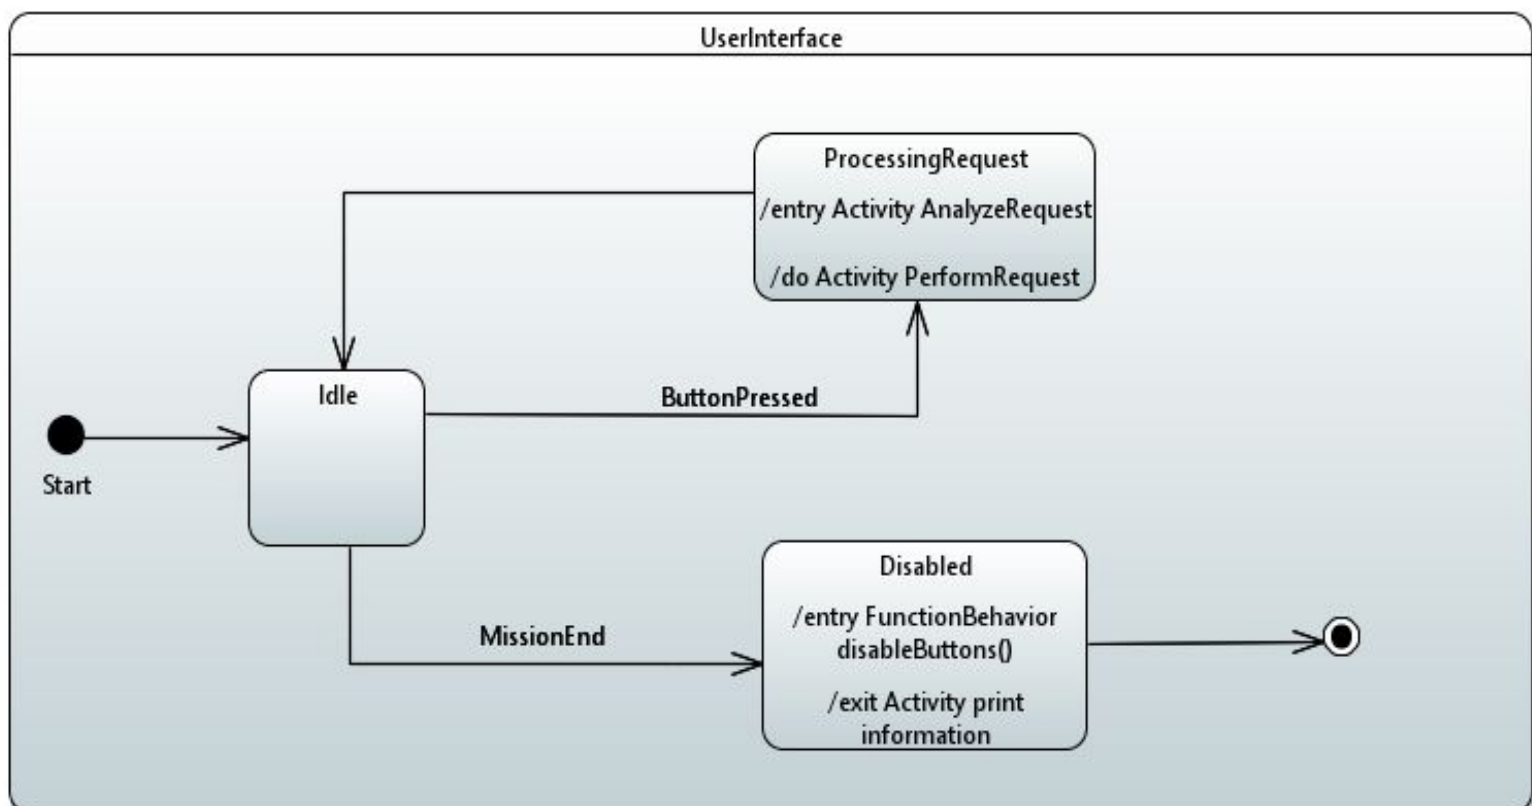 UserInterface
ProcessingRequest
/entry Activity AnalyzeRequest
/do Activity PerformRequest
Idle
ButtonPressed
Start
MissionEnd
Disabled
/entry FunctionBehavior
disableButtons()
/exit Activity print
information